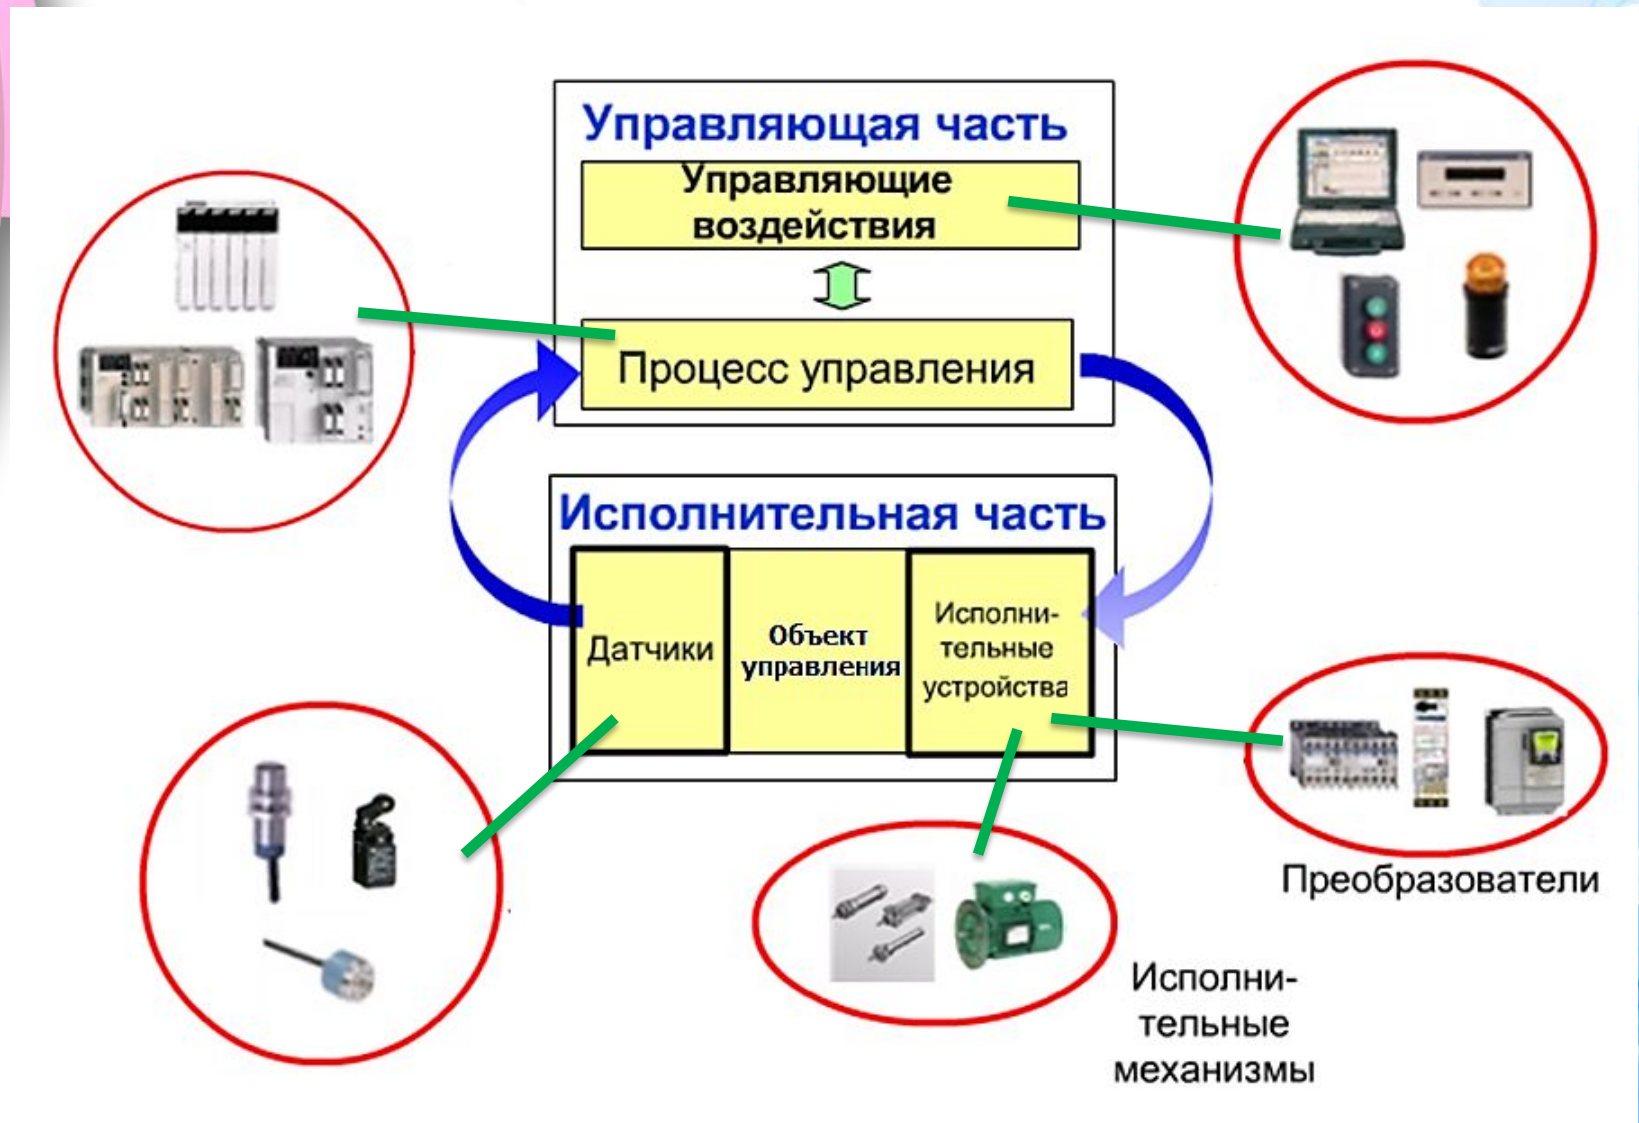 Управляющая часть
Управляющие
воздействия
Процесс управления
Исполнительная часть
Датчики
Объект
управления
Исполни-
тельные
устройства
Преобразователи
Исполни-
тельные
механизмы